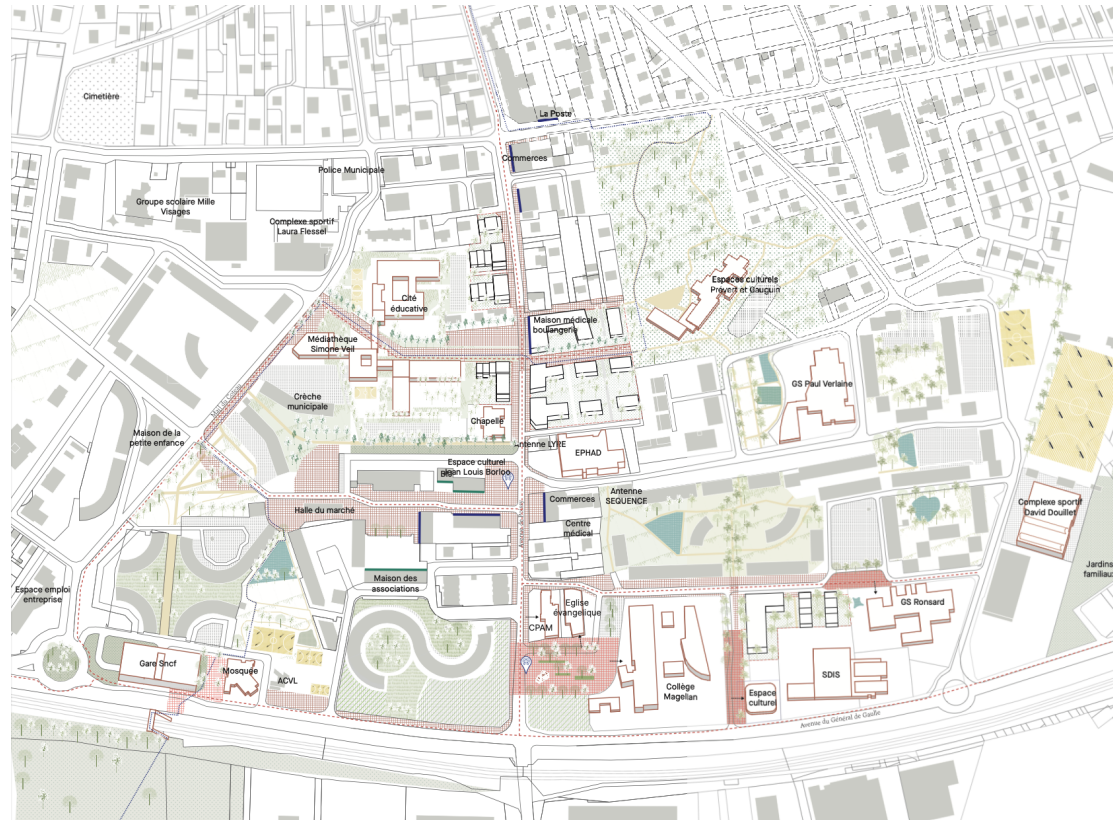 La Poste
Cimetière
Commerces
Police Municipale
Groupe scolaire Mille
Visages
Complexe sportif
Laura Flessel
Espaces culturels
Prévert et Gauguin
Cité
éducative
Maison médicale
boulangerie
Médiathèque
Simone Veil
GS Paul Verlaine
Crèche
municipale
Chapelle
Maison de la
petite enfance
Antenne LYRE
EPHAD
Espace culturel
Jean Louis Borloo
Commerces
Antenne
SEQUENCE
Halle du marché
Centre
médical
Complexe sportif
David Douillet
Maison des
associations
Jardins
familiaux
Espace emploi
entreprise
Eglise
évangelique
GS Ronsard
CPAM
Gare Sncf
Mosquée
ACVL
Collège
Magellan
SDIS
Espace
culturel
Avenue du Général de Gaulle